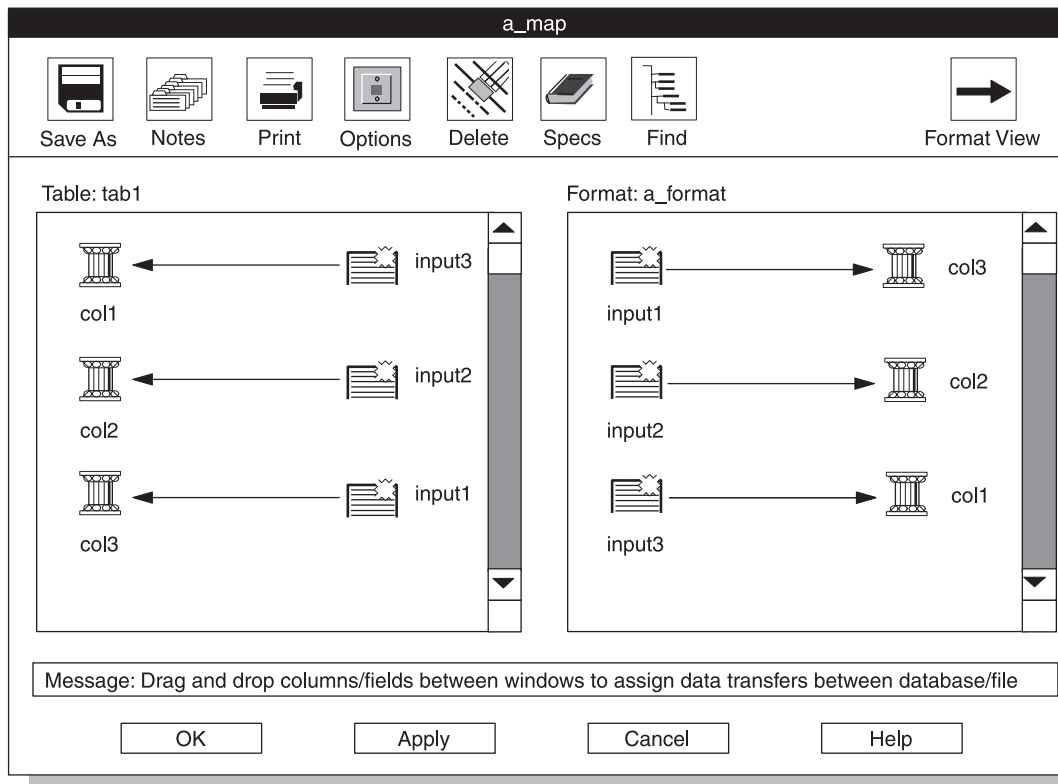 a_map
Save As Notes Print Options Delete Specs Find Format View
Table: tab1
col1 input3
col2 input2
col3 input1
Format: a_format
input1 col3
input2 col2
input3 col1
Message: Drag and drop columns/fields between windows to assign data transfers between database/file
OK Apply Cancel Help